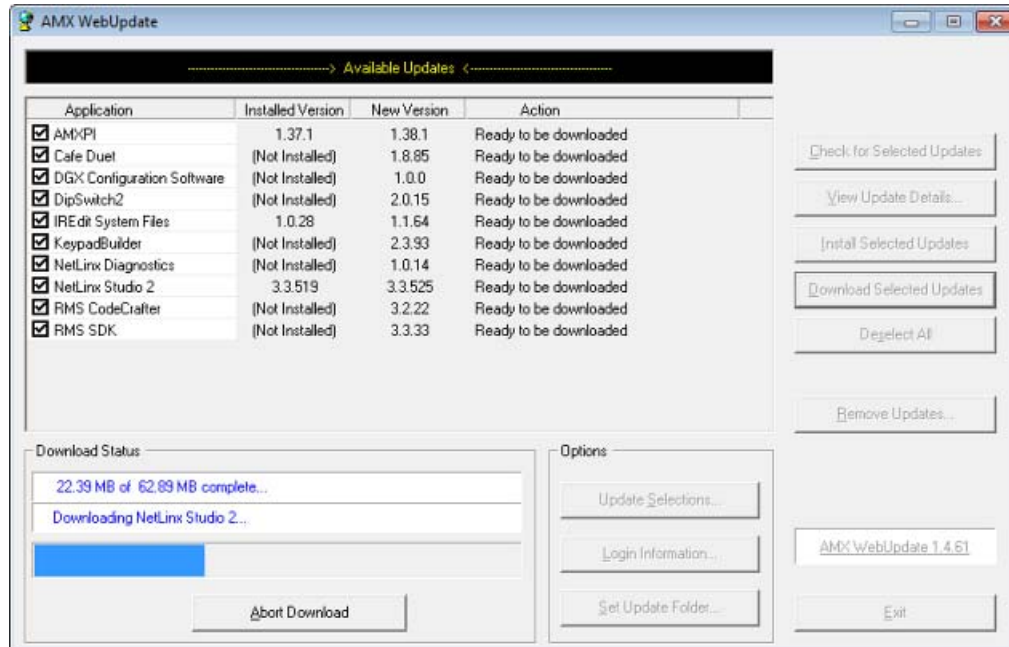 AMX WebUpdate
------------------------------------> Available Updates <------------------------------------
Application Installed Version New Version Action
AMXPI 1.37.1 1.38.1 Ready to be downloaded
Cafe Duet (Not Installed) 1.8.85 Ready to be downloaded
DGX Configuration Software (Not Installed) 1.0.0 Ready to be downloaded
DipSwitch2 (Not Installed) 2.0.15 Ready to be downloaded
IREdit System Files 1.0.28 1.1.64 Ready to be downloaded
KeypadBuilder (Not Installed) 2.3.93 Ready to be downloaded
NetLinx Diagnostics (Not Installed) 1.0.14 Ready to be downloaded
NetLinx Studio 2 3.3.519 3.3.525 Ready to be downloaded
RMS CodeCrafter (Not Installed) 3.2.22 Ready to be downloaded
RMS SDK (Not Installed) 3.3.33 Ready to be downloaded
Check for Selected Updates
View Update Details...
Install Selected Updates
Download Selected Updates
Deselect All
Remove Updates...
Download Status
22.39 MB of 62.89 MB complete...
Downloading NetLinx Studio 2...
Abort Download
Options
Update Selections...
Login Information...
Set Update Folder...
AMX WebUpdate 1.4.61
Exit